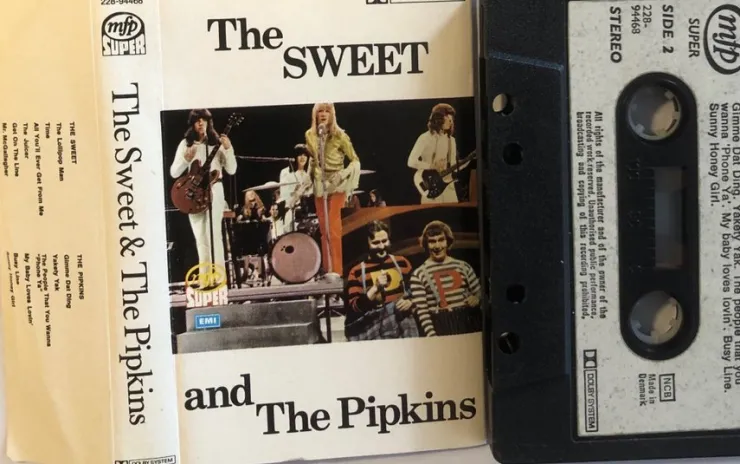 228-94468
mfp
SUPER
The
SWEET
mfp
SUPER
EMI
and
The Pipkins
The Sweet & The Pipkins
DOLBY SYSTEM
THE SWEET
The Lollipop Man
Time
All You'll Ever Get From Me
The Juicer
Get On The Line
Mr. McGallagher
THE PIPKINS
Gimme Dat Ding
Yakety Yak
The People That You Wanna
"Phone Ya"
My Baby Loves Lovin'
Busy Line
Sunny Honey Girl
mfp
SUPER
SIDE. 2
228-
94468
STEREO
Gimme Dat Ding. Yakety Yak. The people that you
wanna 'Phone Ya'. My baby loves lovin'. Busy Line.
Sunny Honey Girl.
All rights of the manufacturer and of the owner of the
recorded work reserved. Unauthorised public performance,
broadcasting and copying of this recording prohibited.
DOLBY SYSTEM
NCB
Made in
Denmark